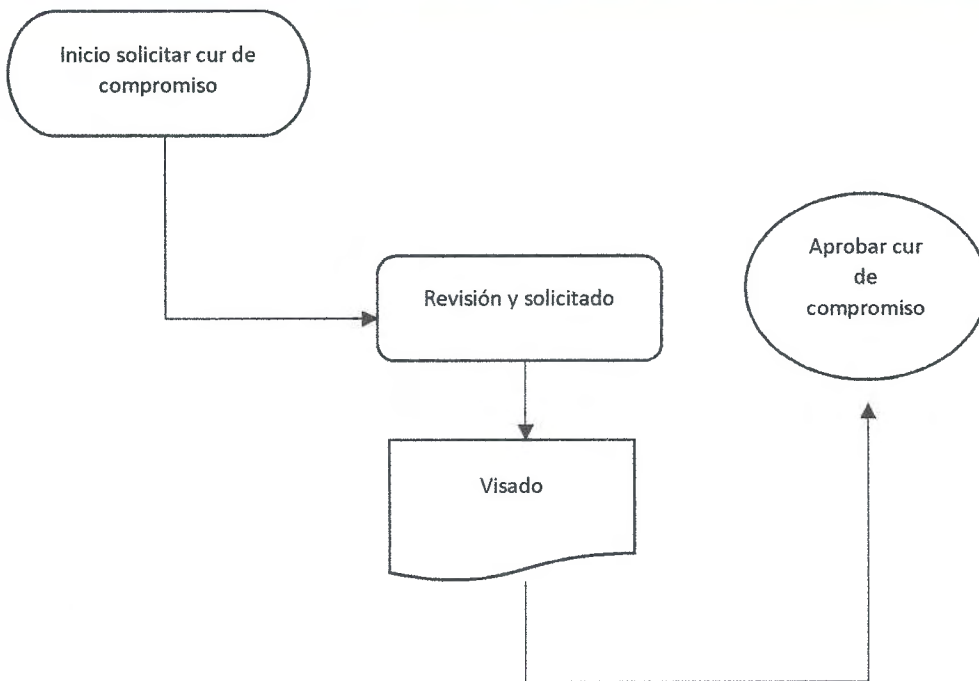 Inicio solicitar cur de
compromiso
Revisión y solicitado
Visado
Aprobar cur
de
compromiso